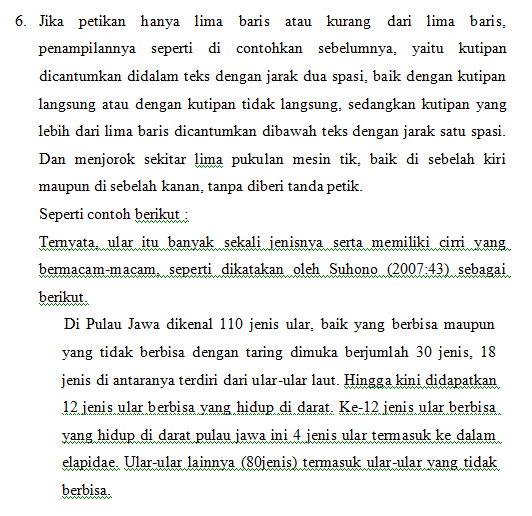 6. Jika petikan hanya lima baris atau kurang dari lima baris,
penampilannya seperti di contohkan sebelumnya, yaitu kutipan
dicantumkan didalam teks dengan jarak dua spasi, baik dengan kutipan
langsung atau dengan kutipan tidak langsung, sedangkan kutipan yang
lebih dari lima baris dicantumkan dibawah teks dengan jarak satu spasi.
Dan menjorok sekitar lima pukulan mesin tik, baik di sebelah kiri
maupun di sebelah kanan, tanpa diberi tanda petik.
Seperti contoh berikut :
Ternyata, ular itu banyak sekali jenisnya serta memiliki cirri yang
bermacam-macam, seperti dikatakan oleh Suhono (2007:43) sebagai
berikut.
Di Pulau Jawa dikenal 110 jenis ular, baik yang berbisa maupun
yang tidak berbisa dengan taring dimuka berjumlah 30 jenis, 18
jenis di antaranya terdiri dari ular-ular laut. Hingga kini didapatkan
12 jenis ular berbisa yang hidup di darat. Ke-12 jenis ular berbisa
yang hidup di darat pulau jawa ini 4 jenis ular termasuk ke dalam
elapidae. Ular-ular lainnya (80jenis) termasuk ular-ular yang tidak
berbisa.